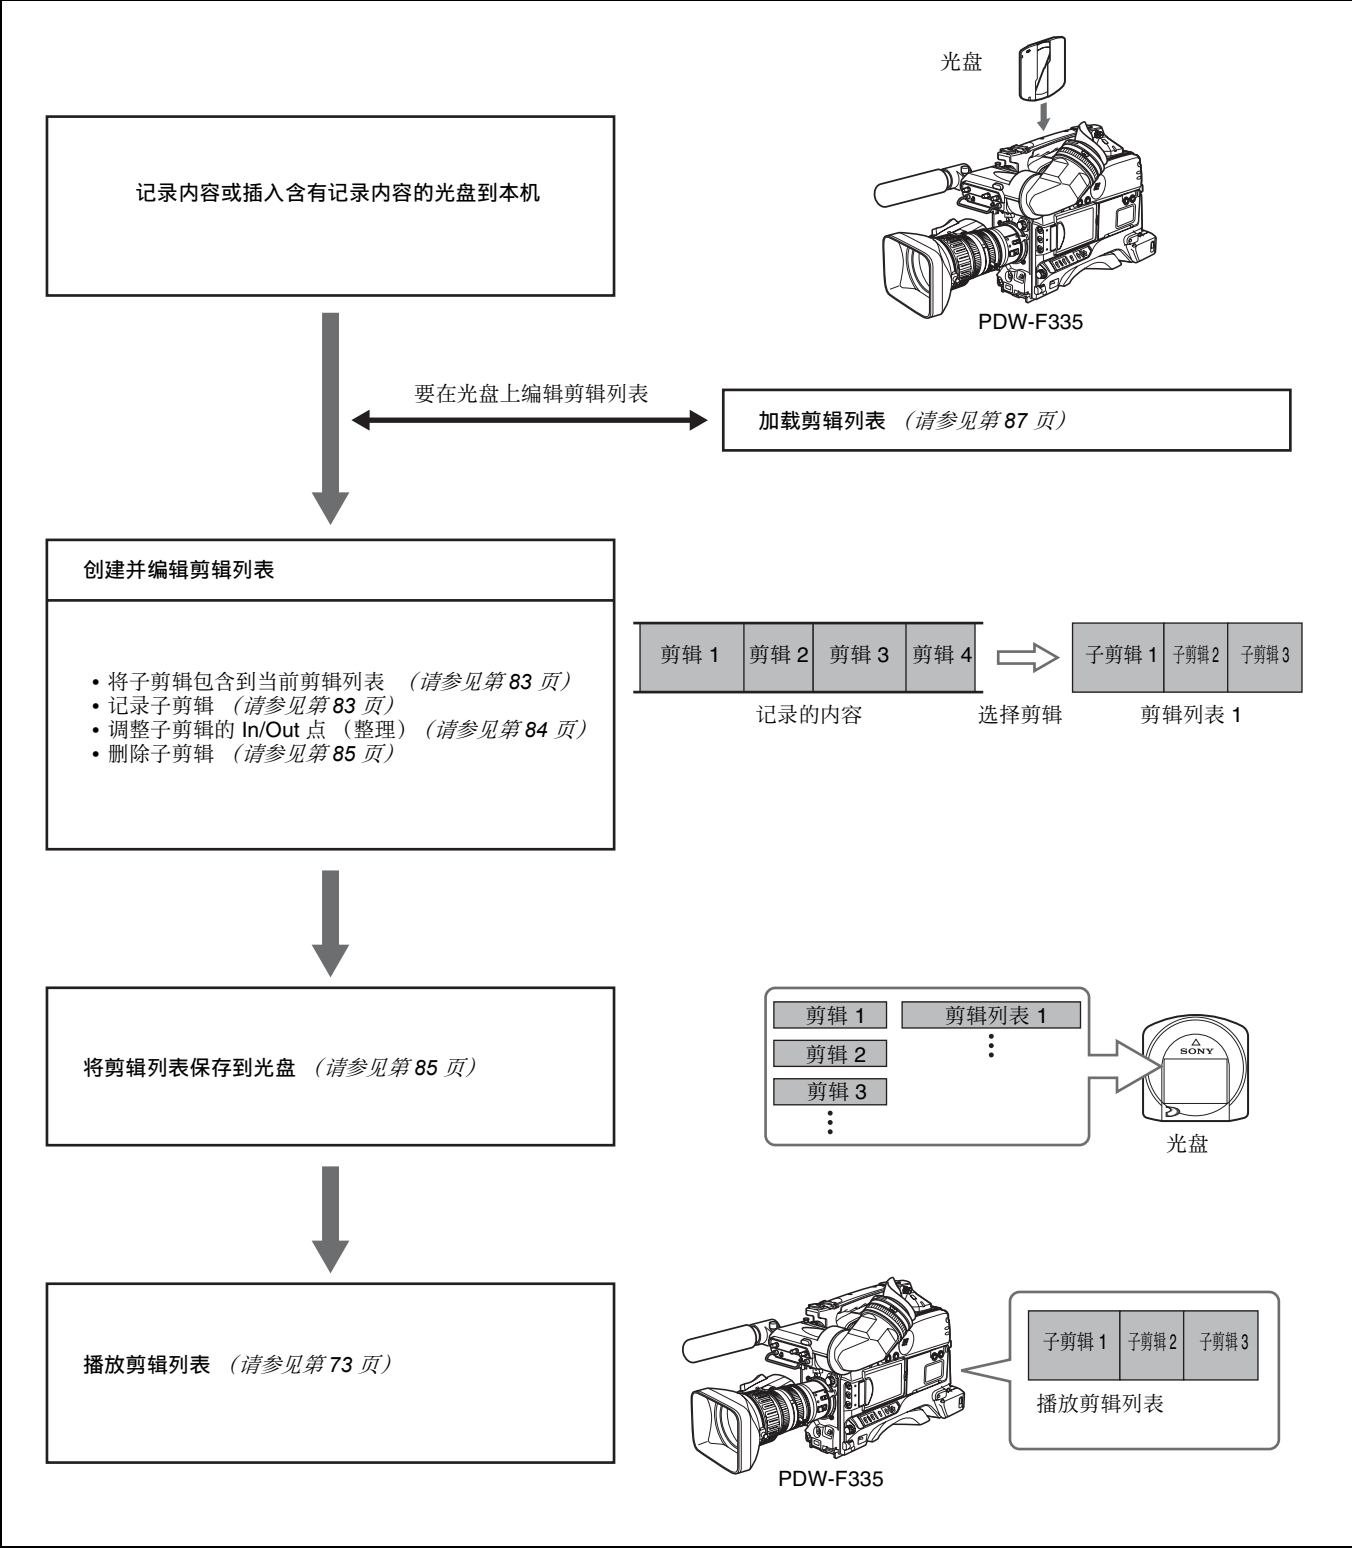 光盘
记录内容或插入含有记录内容的光盘到本机
PDW-F335
要在光盘上编辑剪辑列表
加载剪辑列表 （请参见第 87 页）
创建并编辑剪辑列表
• 将子剪辑包含到当前剪辑列表 （请参见第 83 页）
• 记录子剪辑（请参见第 83 页）
• 调整子剪辑的 In/Out 点 （整理）（请参见第 84 页）
• 删除子剪辑 （请参见第 85 页）
剪辑 1 剪辑 2 剪辑 3 剪辑 4 子剪辑 1 子剪辑 2 子剪辑 3
记录的内容 选择剪辑 剪辑列表 1
将剪辑列表保存到光盘 （请参见第 85 页）
剪辑 1 剪辑列表 1
剪辑 2
剪辑 3
SONY
光盘
播放剪辑列表 （请参见第 73 页）
子剪辑 1 子剪辑 2 子剪辑 3
播放剪辑列表
PDW-F335